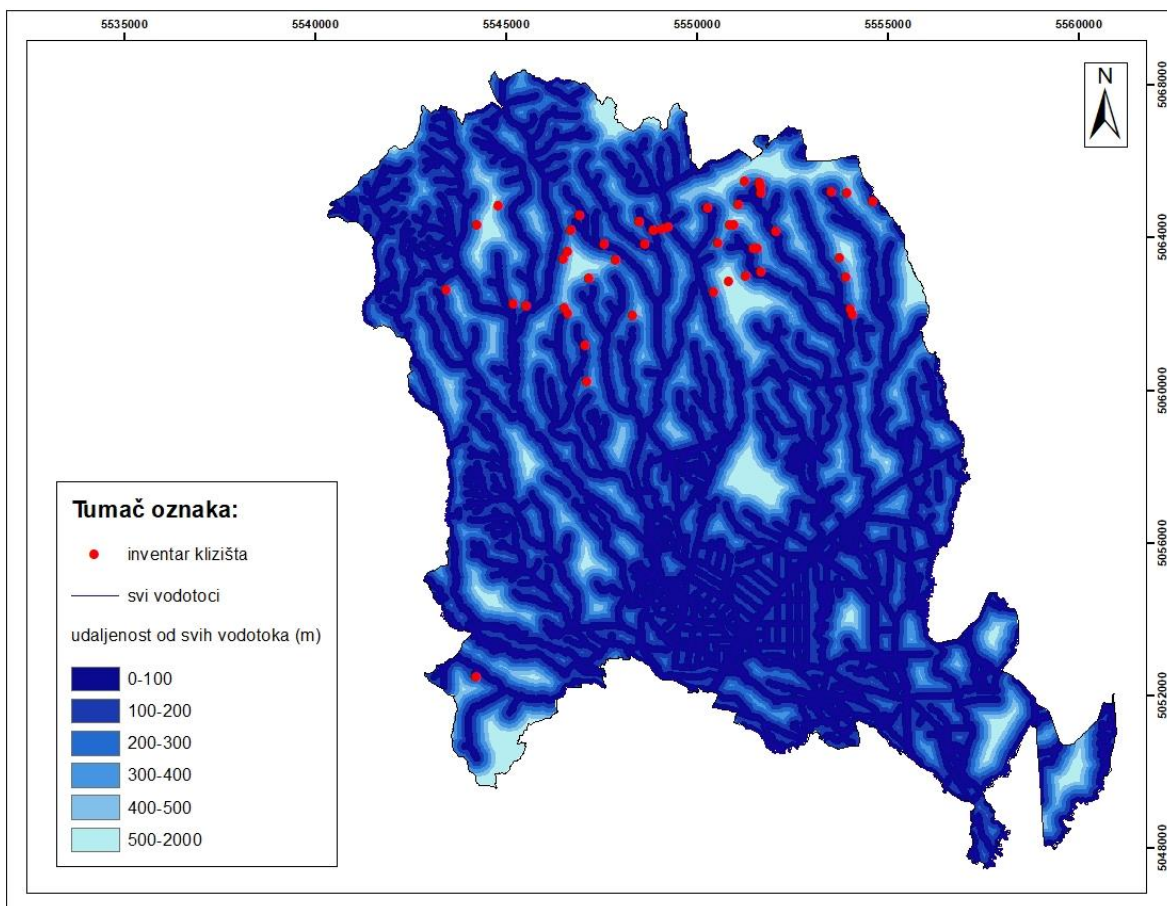 5535000 5540000 5545000 5550000 5555000 5560000
N
5068000
5064000
5060000
5056000
5052000
5048000
Tumač oznaka:
inventar klizišta
svi vodotoci
udaljenost od svih vodotoka (m)
0-100
100-200
200-300
300-400
400-500
500-2000